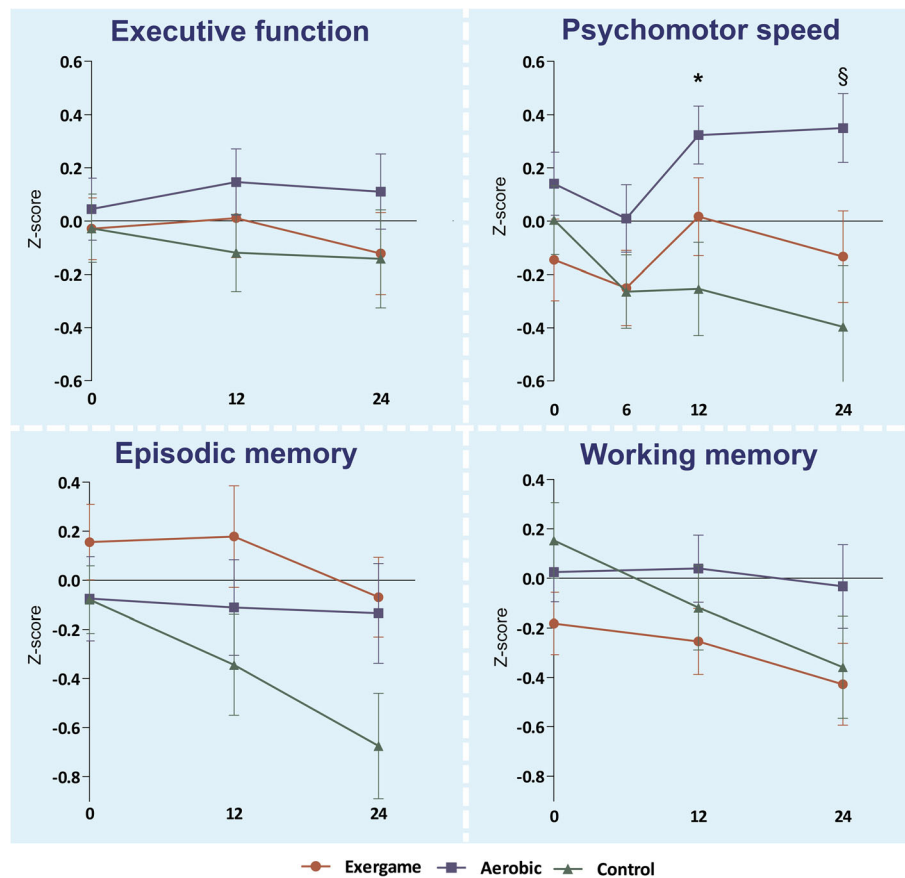 Executive function
Z-score
0.6
0.4
0.2
0.0
-0.2
-0.4
-0.6
0 12 24
Psychomotor speed
Z-score
0.6
0.4
0.2
0.0
-0.2
-0.4
-0.6
* §
0 6 12 24
Episodic memory
Z-score
0.4
0.2
0.0
-0.2
-0.4
-0.6
-0.8
0 12 24
Working memory
Z-score
0.4
0.2
0.0
-0.2
-0.4
-0.6
-0.8
0 12 24
Exergame Aerobic Control